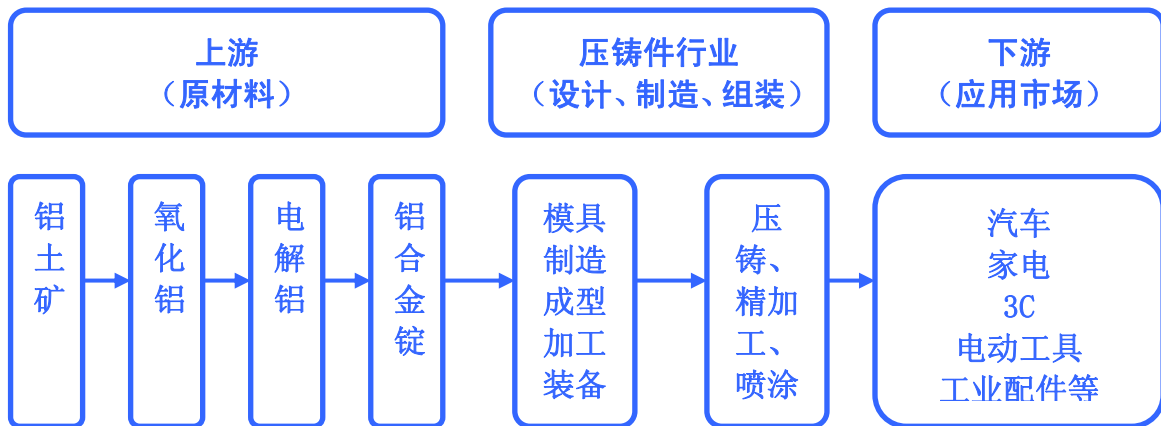 上游
（原材料）
压铸件行业
（设计、制造、组装）
下游
（应用市场）
铝
土
矿
氧
化
铝
电
解
铝
铝
合
金
锭
模具
制造
成型
加工
装备
压
铸、
精加
工、
喷涂
汽车
家电
3C
电动工具
工业配件等